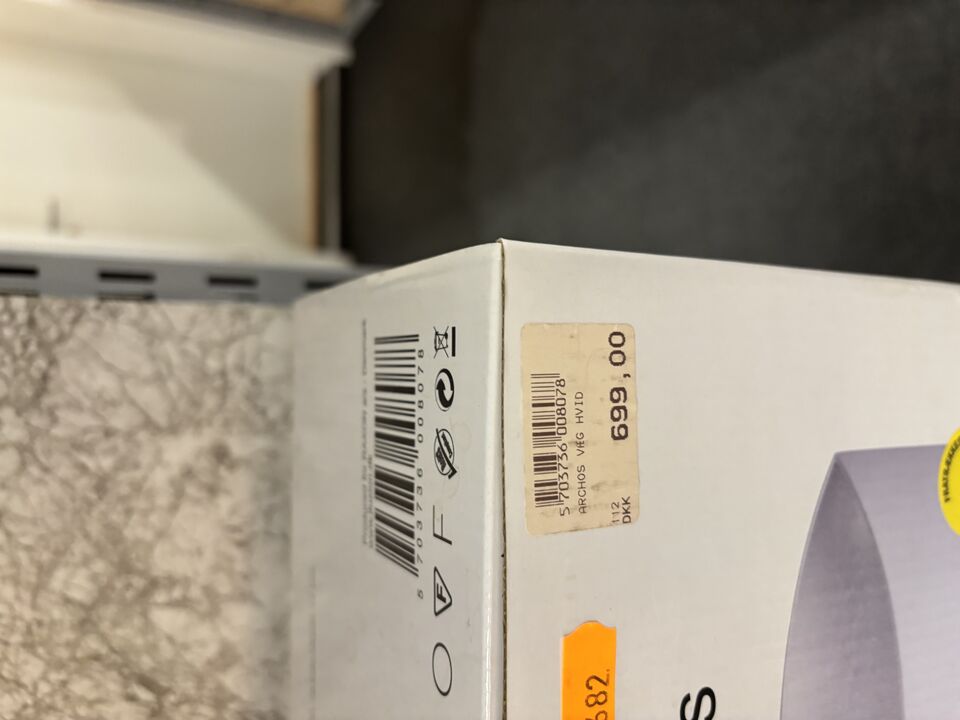 5 703736 008078
F
F
5 703736 008078
ARCHOS VÆG HVID
112
DKK 699,00
682.
S